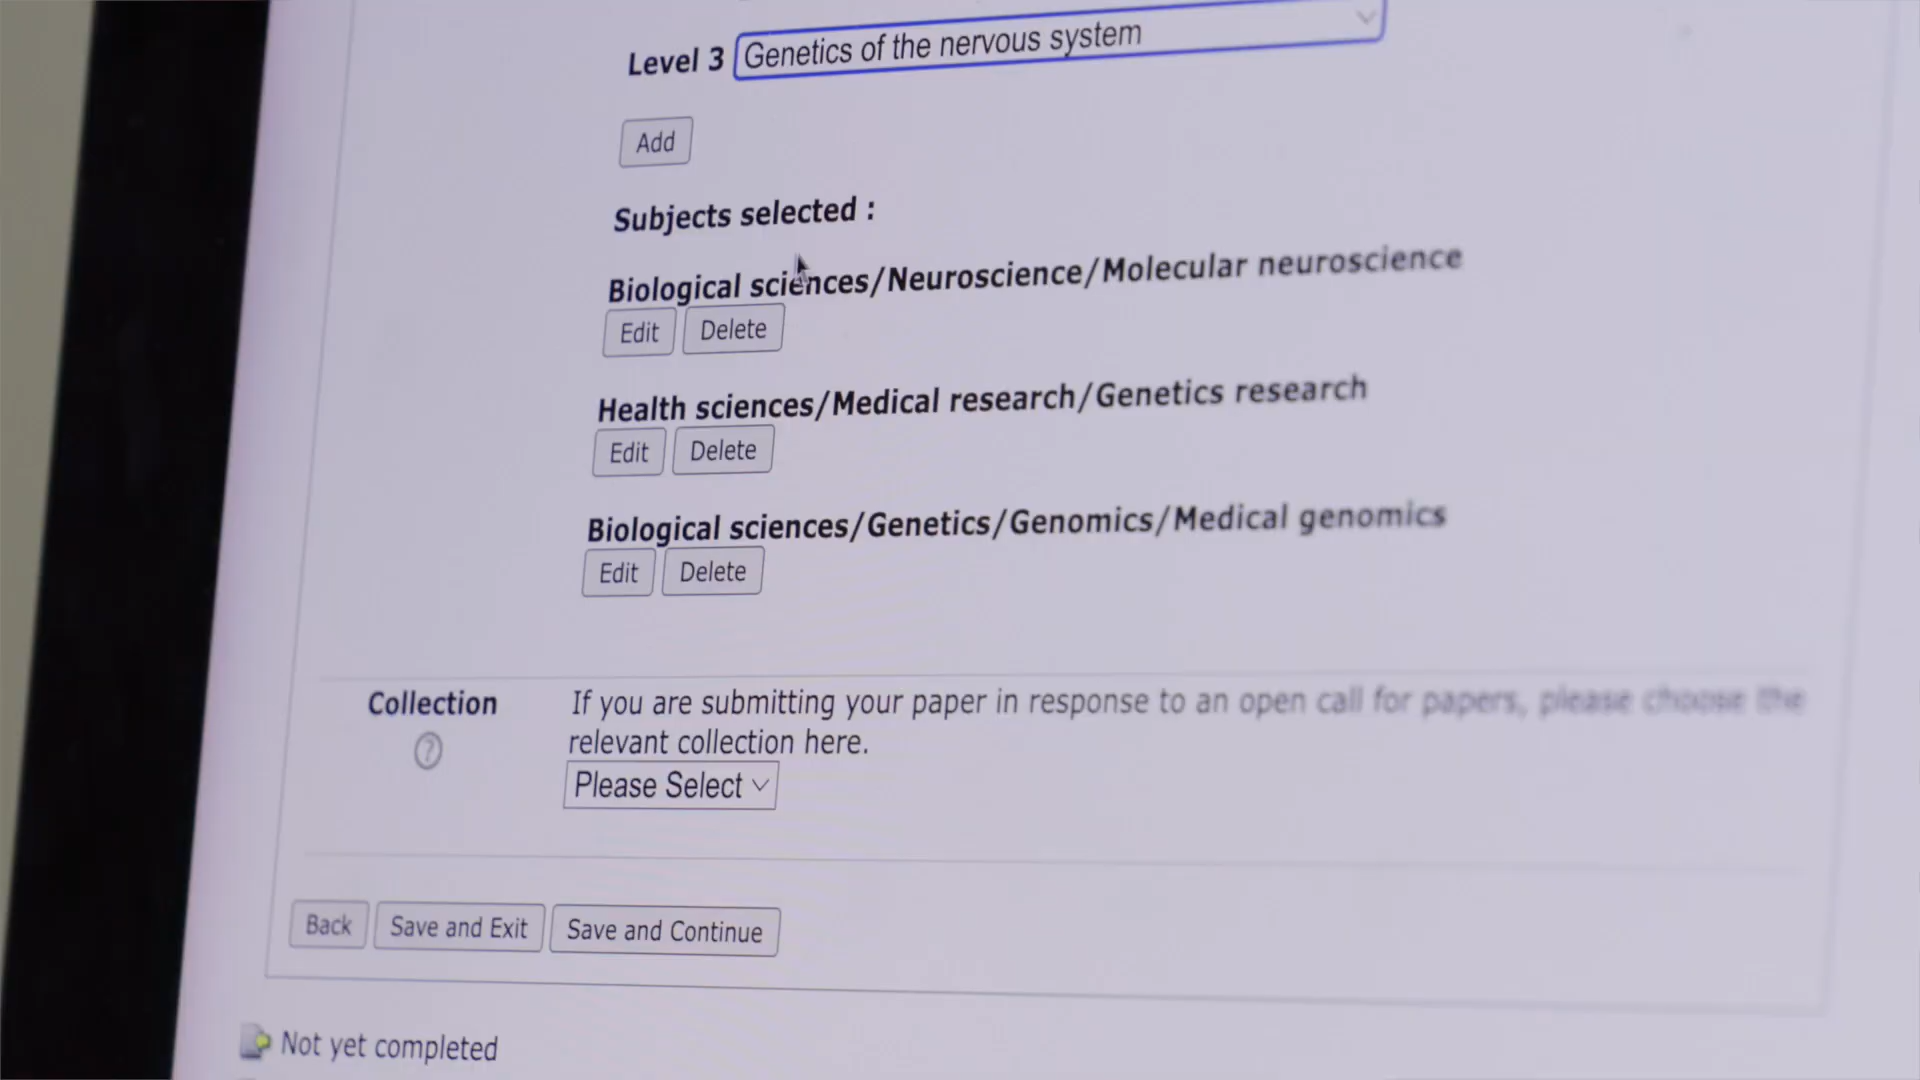 Level 3 Genetics of the nervous system
Add
Subjects selected :
Biological sciences/Neuroscience/Molecular neuroscience
Edit Delete
Health sciences/Medical research/Genetics research
Edit Delete
Biological sciences/Genetics/Genomics/Medical genomics
Edit Delete
Collection If you are submitting your paper in response to an open call for papers, please choose the
? relevant collection here.
Please Select
Back Save and Exit Save and Continue
Not yet completed